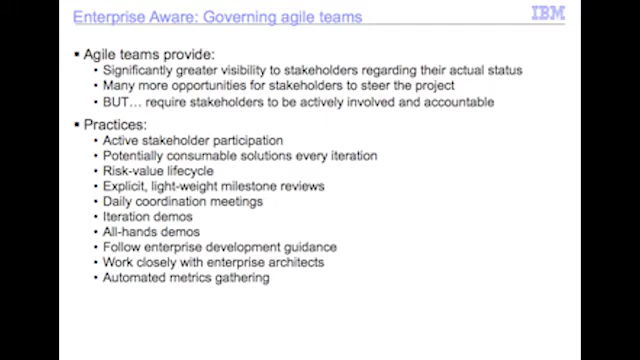 Enterprise Aware: Governing agile teams
IBM
▪ Agile teams provide:
• Significantly greater visibility to stakeholders regarding their actual status
• Many more opportunities for stakeholders to steer the project
• BUT… require stakeholders to be actively involved and accountable
▪ Practices:
• Active stakeholder participation
• Potentially consumable solutions every iteration
• Risk-value lifecycle
• Explicit, light-weight milestone reviews
• Daily coordination meetings
• Iteration demos
• All-hands demos
• Follow enterprise development guidance
• Work closely with enterprise architects
• Automated metrics gathering